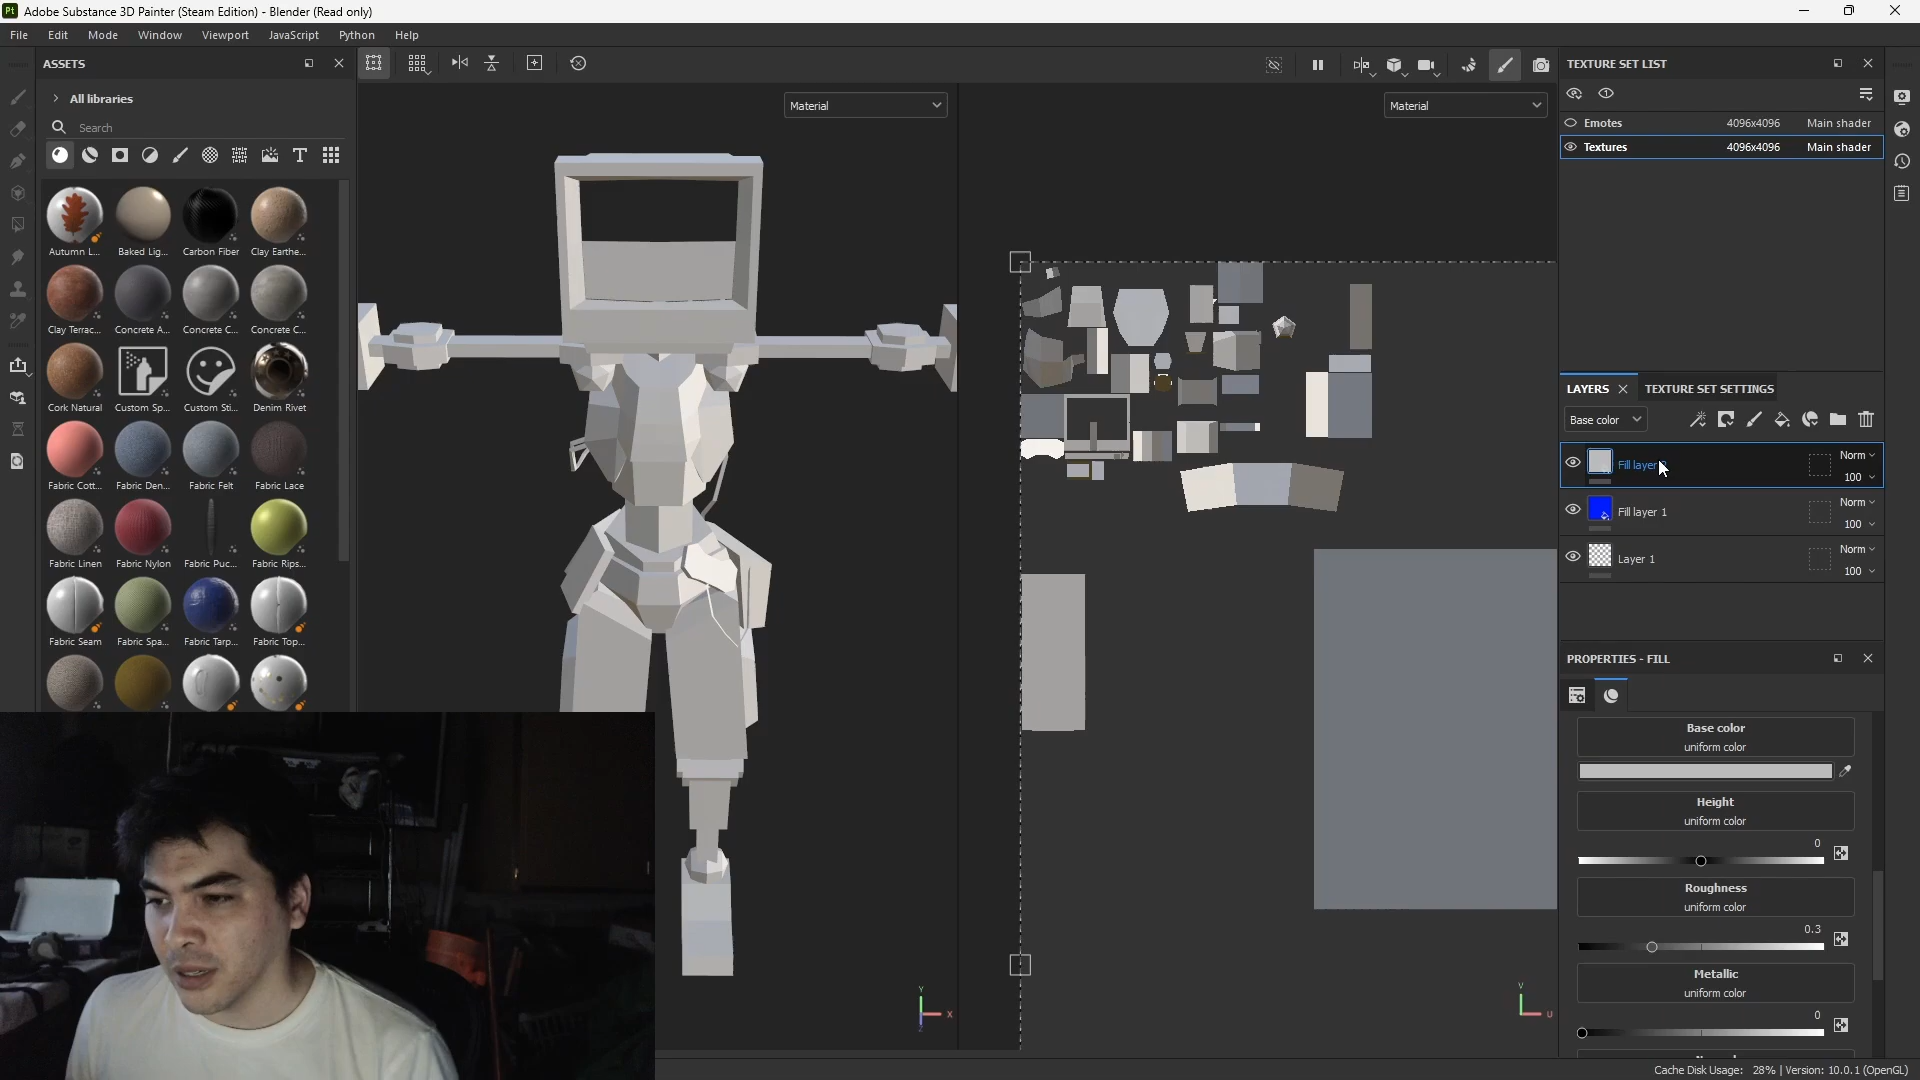 Pt Adobe Substance 3D Painter (Steam Edition) - Blender (Read only)
File Edit Mode Window Viewport JavaScript Python Help
ASSETS
All libraries
Search
Autumn L... Baked Lig... Carbon Fiber Clay Earthe...
Clay Terrac... Concrete A... Concrete C... Concrete C...
Cork Natural Custom Sp... Custom Sti... Denim Rivet
Fabric Cott... Fabric Den... Fabric Felt Fabric Lace
Fabric Linen Fabric Nylon Fabric Puc... Fabric Rips...
Fabric Seam Fabric Spa... Fabric Tarp... Fabric Top...
Material
Y
X
Z
Material
V
U
TEXTURE SET LIST
Emotes 4096x4096 Main shader
Textures 4096x4096 Main shader
LAYERS TEXTURE SET SETTINGS
Base color
Fill layer Norm
100
Fill layer 1 Norm
100
Layer 1 Norm
100
PROPERTIES - FILL
Base color
uniform color
Height
uniform color
0
Roughness
uniform color
0.3
Metallic
uniform color
0
Cache Disk Usage: 28% | Version: 10.0.1 (OpenGL)